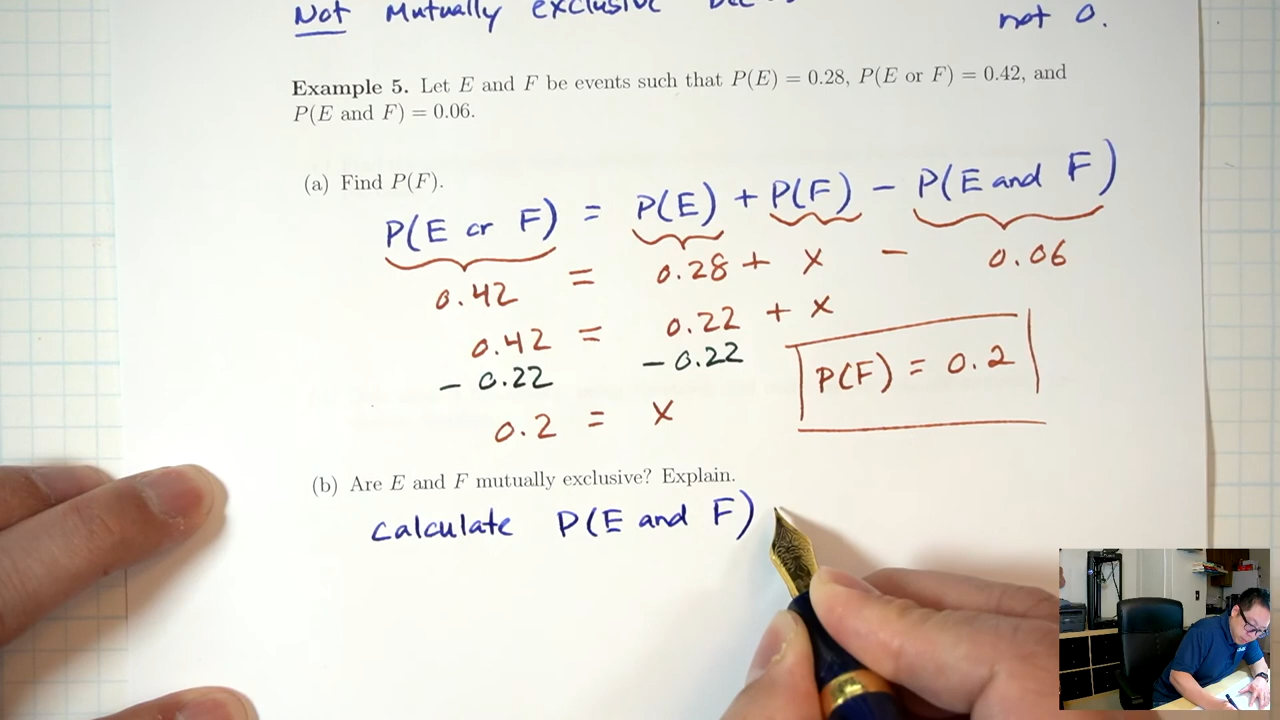 Not Mutually exclusive
not 0.
Example 5. Let E and F be events such that P(E) = 0.28, P(E or F) = 0.42, and
P(E and F) = 0.06.
(a) Find P(F).
P(E or F) = P(E) + P(F) - P(E and F)
0.42 = 0.28 + x - 0.06
0.42 = 0.22 + x
- 0.22 - 0.22
0.2 = x
P(F) = 0.2
(b) Are E and F mutually exclusive? Explain.
calculate P(E and F)